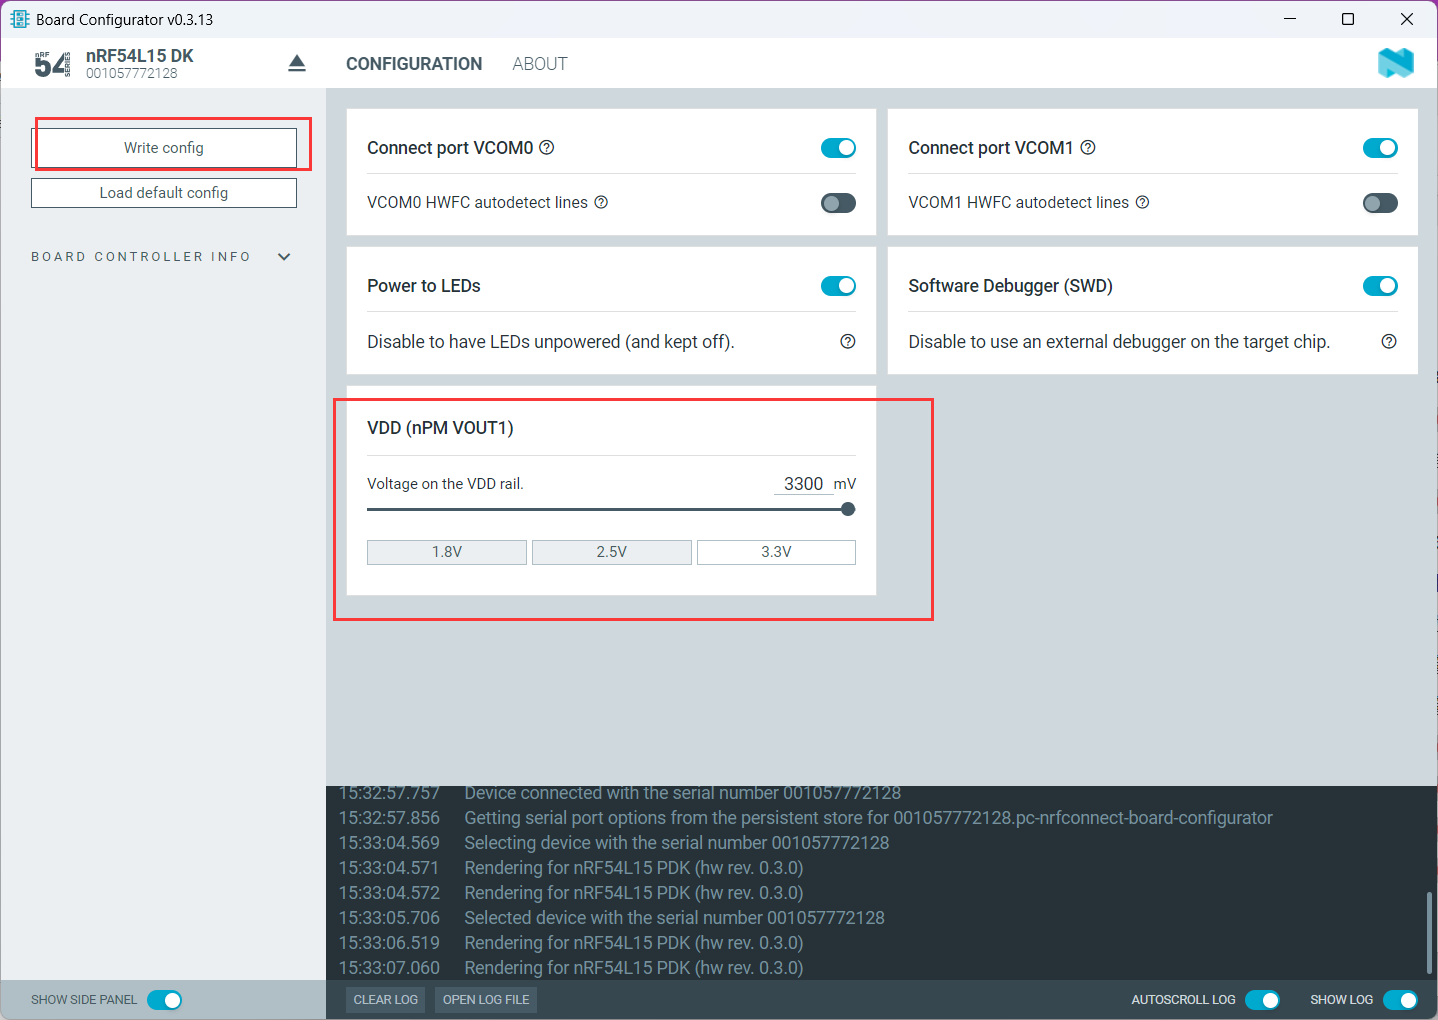 Board Configurator v0.3.13
nRF
54
SERIES
nRF54L15 DK
001057772128
CONFIGURATION
ABOUT
Write config
Load default config
BOARD CONTROLLER INFO
Connect port VCOM0
VCOM0 HWFC autodetect lines
Connect port VCOM1
VCOM1 HWFC autodetect lines
Power to LEDs
Disable to have LEDs unpowered (and kept off).
Software Debugger (SWD)
Disable to use an external debugger on the target chip.
VDD (nPM VOUT1)
Voltage on the VDD rail.
3300 mV
1.8V
2.5V
3.3V
15:32:57.757 Device connected with the serial number 001057772128
15:32:57.856 Getting serial port options from the persistent store for 001057772128.pc-nrfconnect-board-configurator
15:33:04.569 Selecting device with the serial number 001057772128
15:33:04.571 Rendering for nRF54L15 PDK (hw rev. 0.3.0)
15:33:04.572 Rendering for nRF54L15 PDK (hw rev. 0.3.0)
15:33:05.706 Selected device with the serial number 001057772128
15:33:06.519 Rendering for nRF54L15 PDK (hw rev. 0.3.0)
15:33:07.060 Rendering for nRF54L15 PDK (hw rev. 0.3.0)
SHOW SIDE PANEL
CLEAR LOG
OPEN LOG FILE
AUTOSCROLL LOG
SHOW LOG